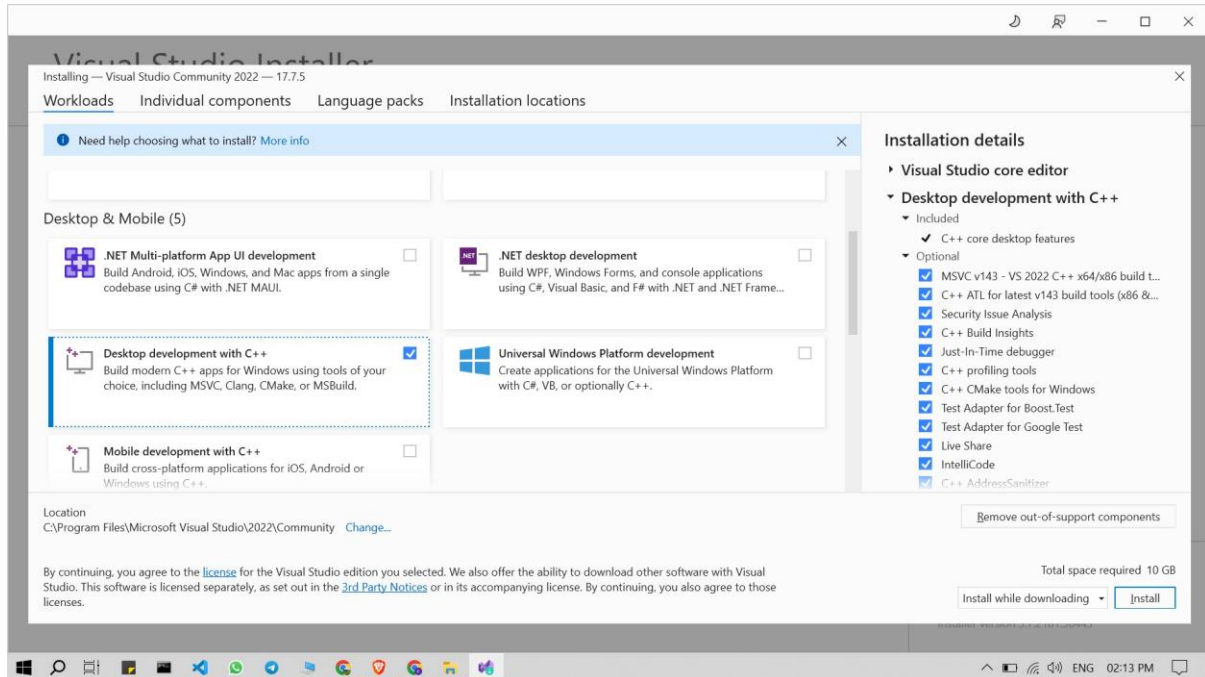 Visual Studio Installer
Installing — Visual Studio Community 2022 — 17.7.5
Workloads
Individual components
Language packs
Installation locations
Need help choosing what to install? More info
Desktop & Mobile (5)
.NET Multi-platform App UI development
Build Android, iOS, Windows, and Mac apps from a single
codebase using C# with .NET MAUI.
.NET desktop development
Build WPF, Windows Forms, and console applications
using C#, Visual Basic, and F# with .NET and .NET Frame...
Desktop development with C++
Build modern C++ apps for Windows using tools of your
choice, including MSVC, Clang, CMake, or MSBuild.
Universal Windows Platform development
Create applications for the Universal Windows Platform
with C#, VB, or optionally C++.
Mobile development with C++
Build cross-platform applications for iOS, Android or
Windows using C++.
Installation details
Visual Studio core editor
Desktop development with C++
Included
C++ core desktop features
Optional
MSVC v143 - VS 2022 C++ x64/x86 build t...
C++ ATL for latest v143 build tools (x86 &...
Security Issue Analysis
C++ Build Insights
Just-In-Time debugger
C++ profiling tools
C++ CMake tools for Windows
Test Adapter for Boost.Test
Test Adapter for Google Test
Live Share
IntelliCode
C++ AddressSanitizer
Location
C:\Program Files\Microsoft Visual Studio\2022\Community Change...
Remove out-of-support components
By continuing, you agree to the license for the Visual Studio edition you selected. We also offer the ability to download other software with Visual
Studio. This software is licensed separately, as set out in the 3rd Party Notices or in its accompanying license. By continuing, you also agree to those
licenses.
Total space required 10 GB
Install while downloading
Install
ENG 02:13 PM